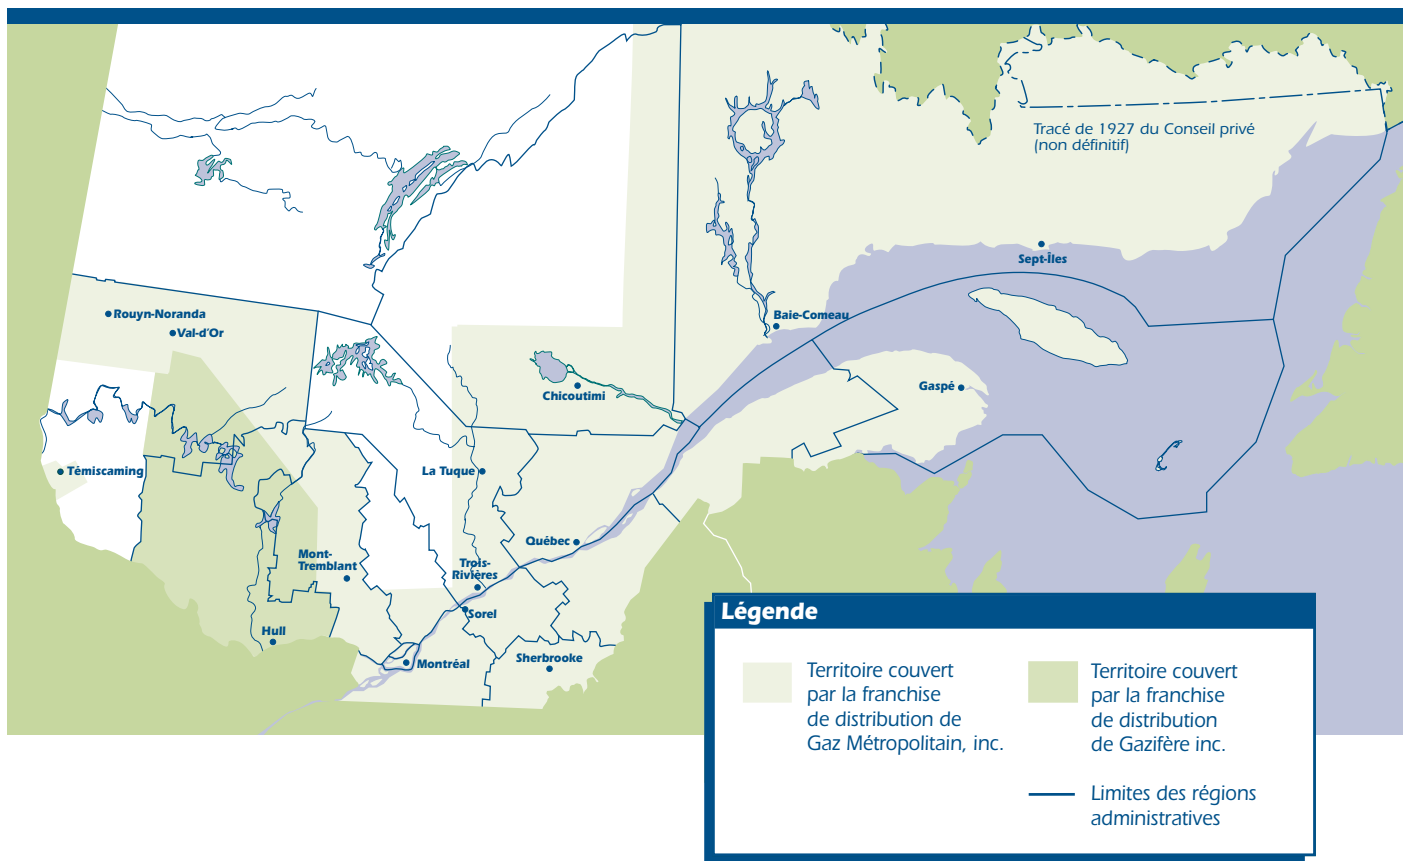 Tracé de 1927 du Conseil privé
(non définitif)
Sept-Îles
Rouyn-Noranda
Val-d'Or
Baie-Comeau
Chicoutimi
Gaspé
Témiscaming
La Tuque
Québec
Mont-
Tremblant
Trois-
Rivières
Sorel
Hull
Montréal
Sherbrooke
Légende
Territoire couvert
par la franchise
de distribution de
Gaz Métropolitain, inc.
Territoire couvert
par la franchise
de distribution
de Gazifère inc.
Limites des régions
administratives